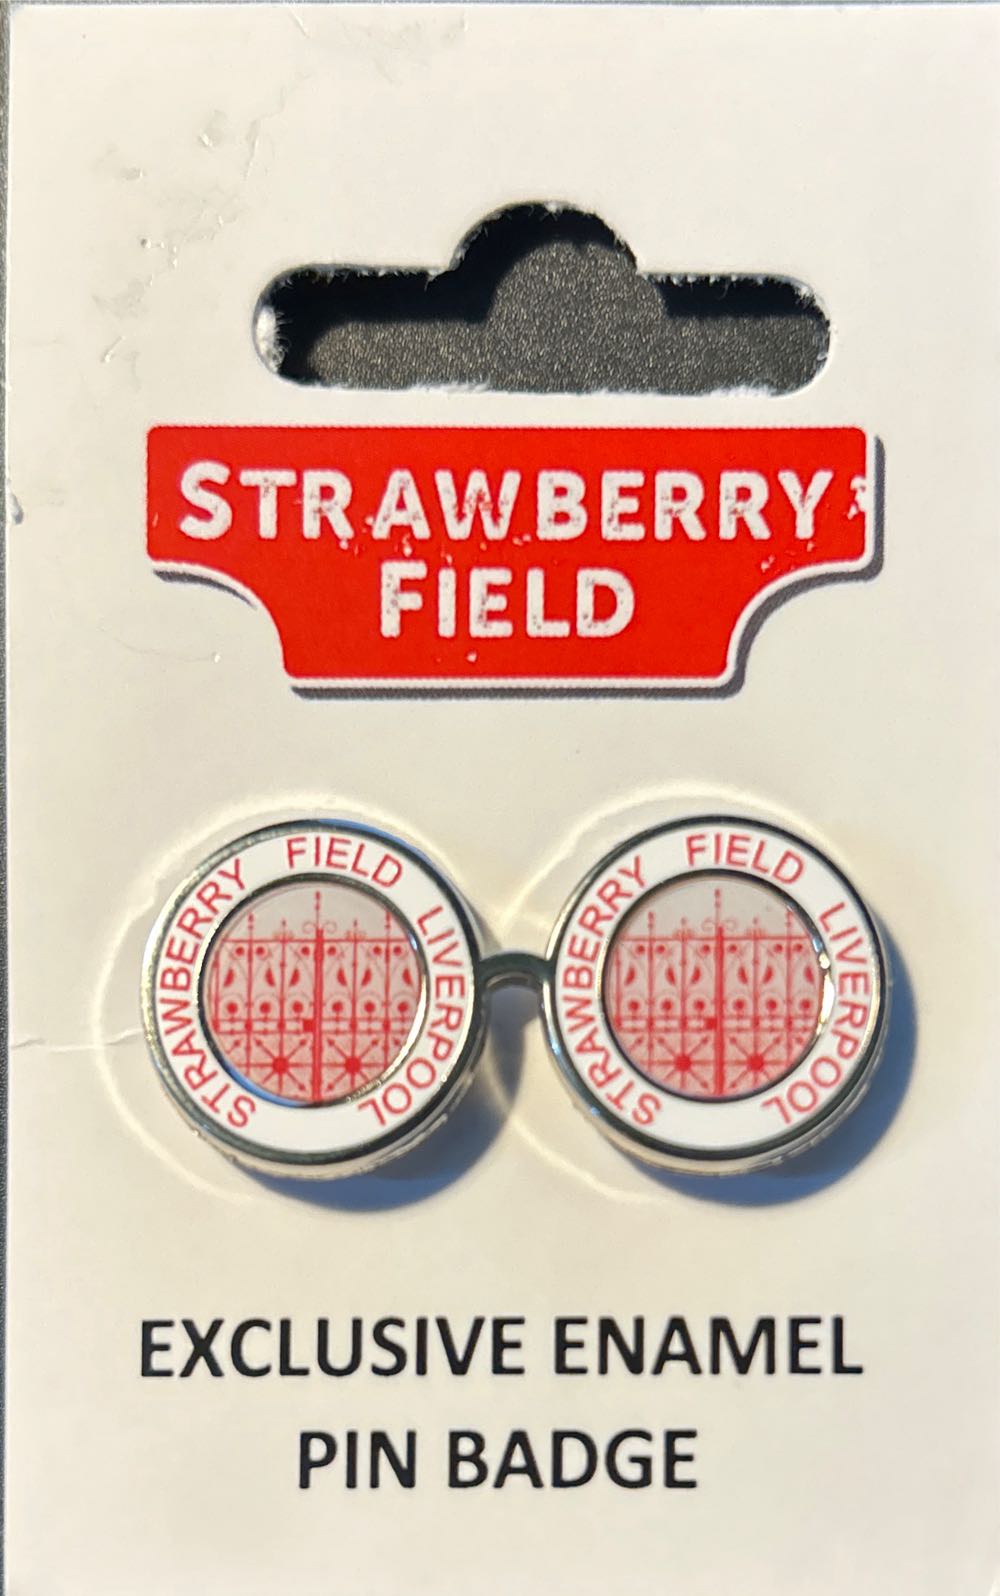 STRAWBERRY
FIELD
STRAWBERRY FIELD LIVERPOOL
STRAWBERRY FIELD LIVERPOOL
EXCLUSIVE ENAMEL
PIN BADGE